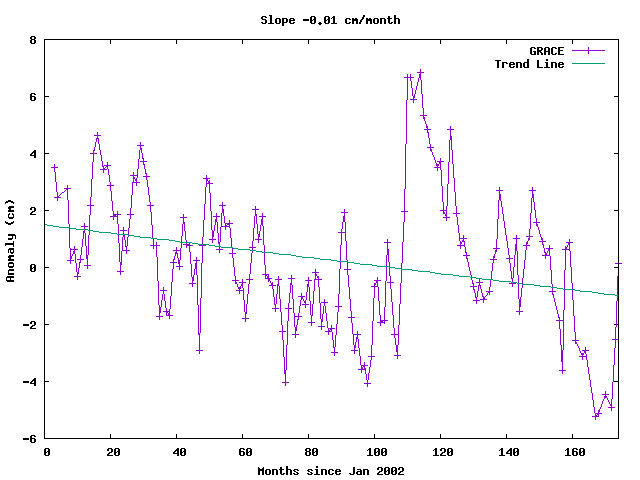 Slope -0.01 cm/month
GRACE
Trend Line
8
6
4
2
0
-2
-4
-6
Anomaly (cm)
0 20 40 60 80 100 120 140 160
Months since Jan 2002